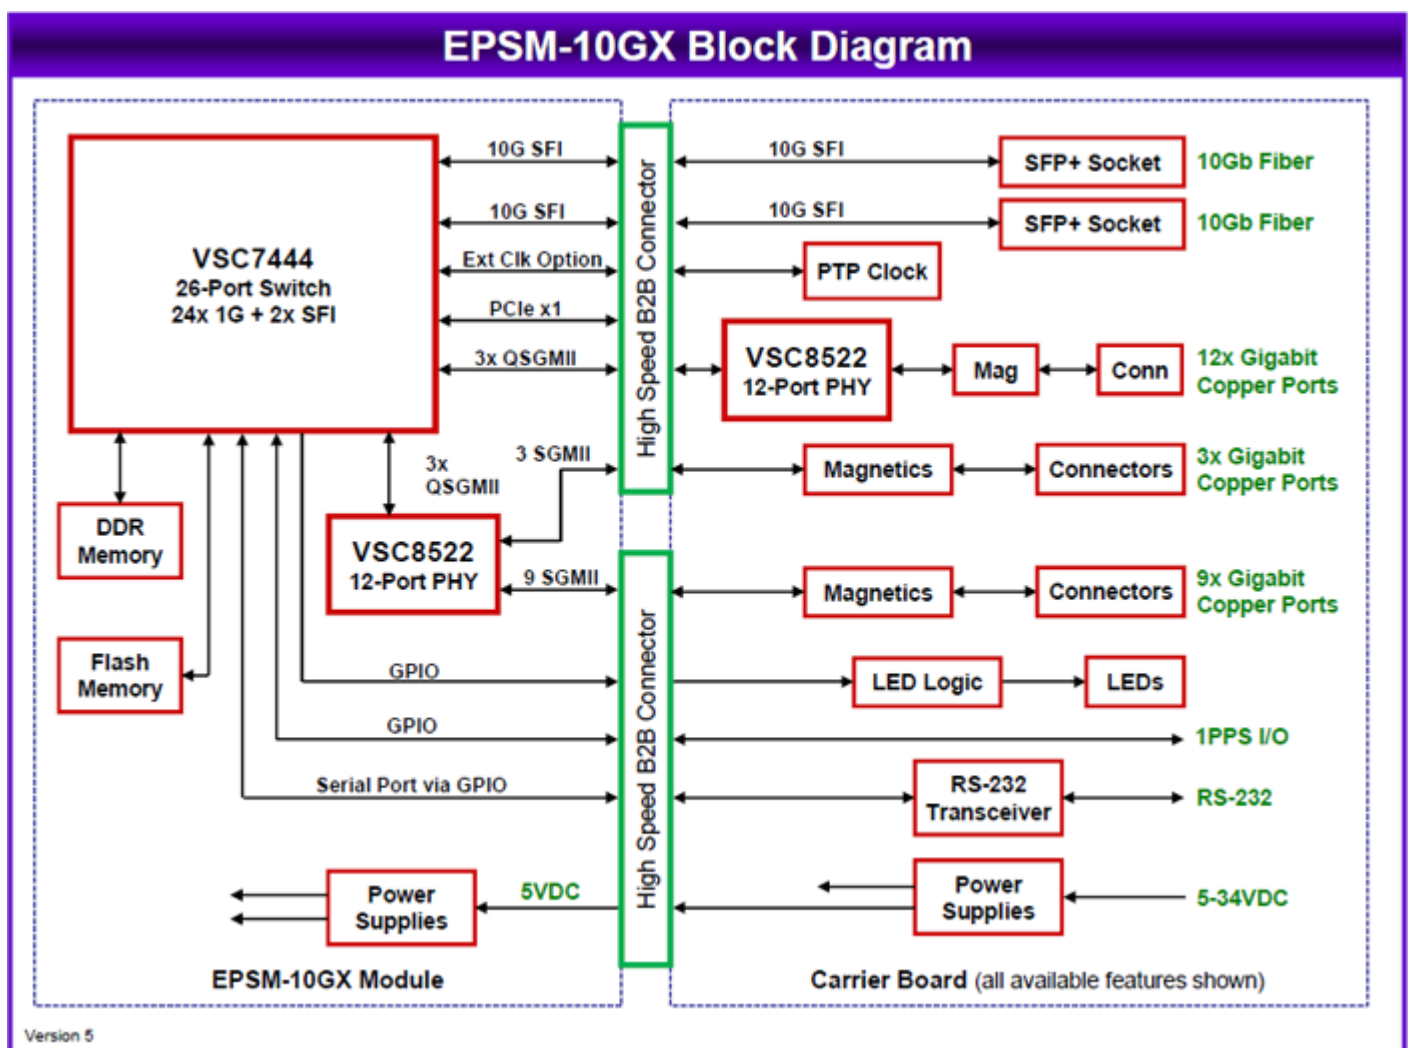 EPSM-10GX Block Diagram
10G SFI
10G SFI
SFP+ Socket
10Gb Fiber
10G SFI
10G SFI
SFP+ Socket
10Gb Fiber
VSC7444
26-Port Switch
24x 1G + 2x SFI
Ext Clk Option
PTP Clock
PCIe x1
3x QSGMII
High Speed B2B Connector
VSC8522
12-Port PHY
Mag
Conn
12x Gigabit
Copper Ports
3x
QSGMII
3 SGMII
Magnetics
Connectors
3x Gigabit
Copper Ports
DDR
Memory
VSC8522
12-Port PHY
9 SGMII
Magnetics
Connectors
9x Gigabit
Copper Ports
Flash
Memory
GPIO
High Speed B2B Connector
LED Logic
LEDs
GPIO
1PPS I/O
Serial Port via GPIO
RS-232
Transceiver
RS-232
Power
Supplies
5VDC
Power
Supplies
5-34VDC
EPSM-10GX Module
Carrier Board (all available features shown)
Version 5